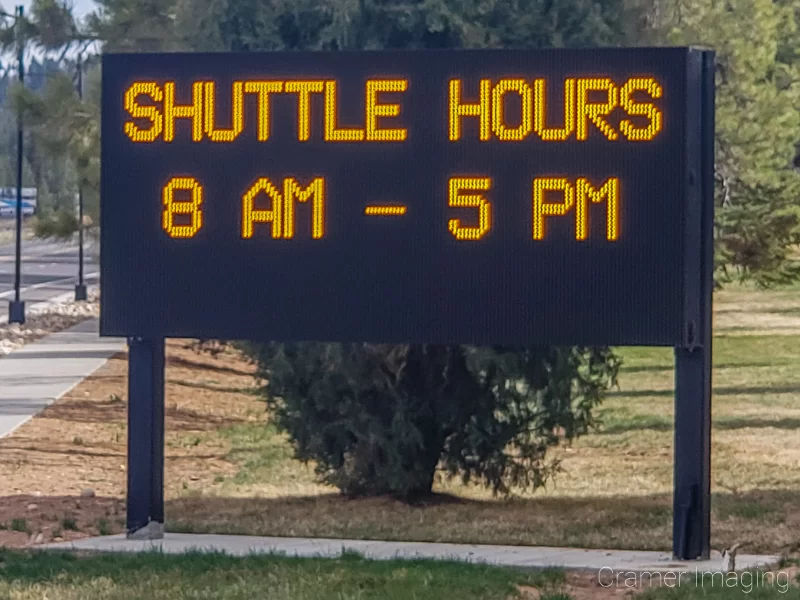 SHUTTLE HOURS
8 AM - 5 PM
Cramer Imaging